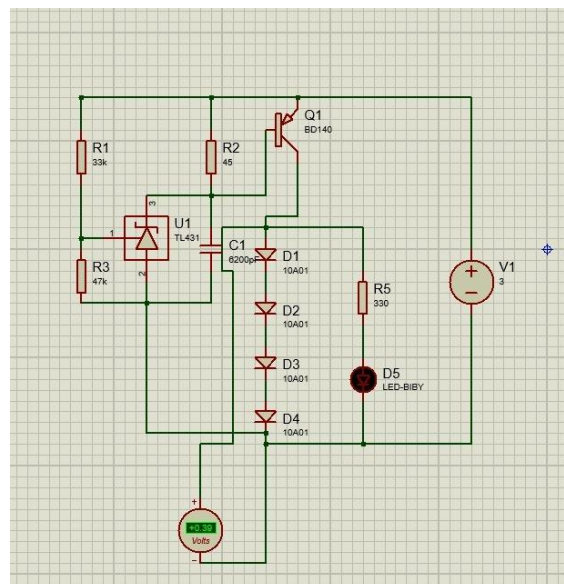 Q1
BD140
R1
33k
R2
45
3
1
U1
TL431
2
R3
47k
C1
6200pF
D1
10A01
D2
10A01
D3
10A01
D4
10A01
R5
330
D5
LED-BIBY
V1
3
+
−
+
+0.39
Volts
−